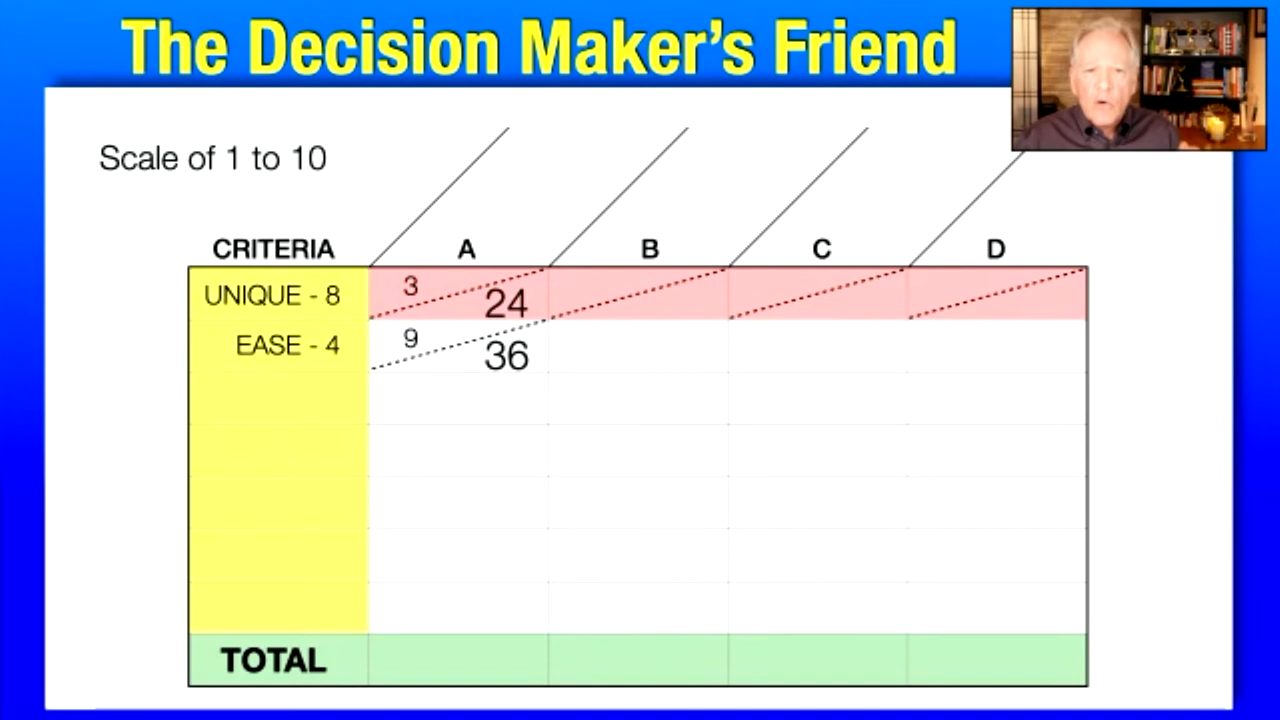 The Decision Maker's Friend
Scale of 1 to 10
CRITERIA A B C D
UNIQUE - 8 3 24
EASE - 4 9 36
TOTAL